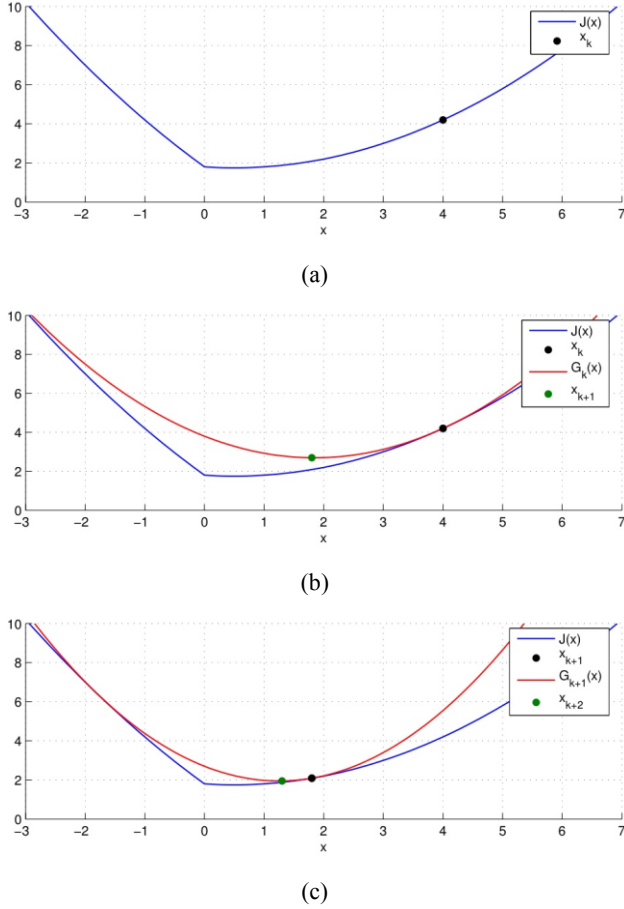 10
8
6
4
2
0
−3 −2 −1 0 1 2 3 4 5 6 7
x
J(x)
x_k
(a)
10
8
6
4
2
0
−3 −2 −1 0 1 2 3 4 5 6 7
x
J(x)
x_k
G_k(x)
x_{k+1}
(b)
10
8
6
4
2
0
−3 −2 −1 0 1 2 3 4 5 6 7
x
J(x)
x_{k+1}
G_{k+1}(x)
x_{k+2}
(c)